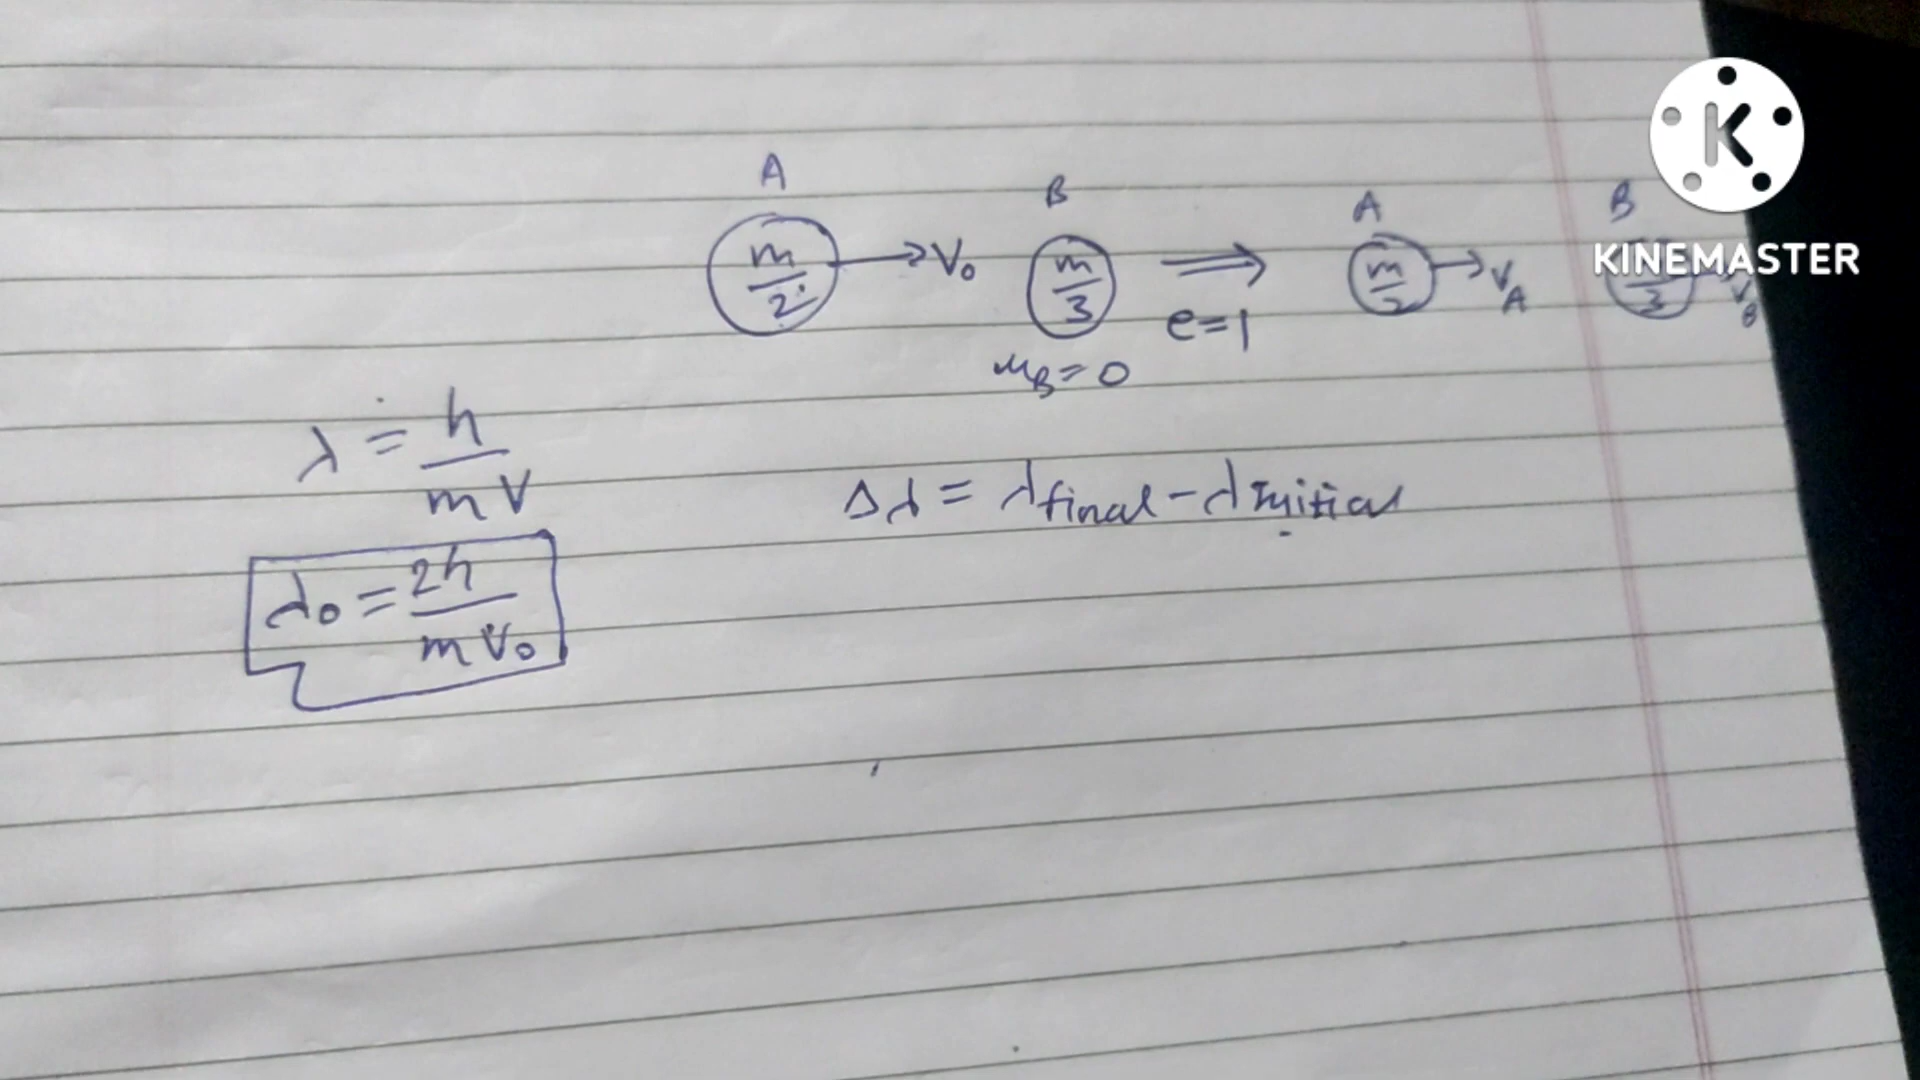 A B A B
m/2 → V₀ m/3 ⟹ m/2 → V_A m/3 → V_B
e=1
u_B = 0
λ = h/mV
Δλ = λfinal - λInitial
λ₀ = 2h/mV₀
K
KINEMASTER